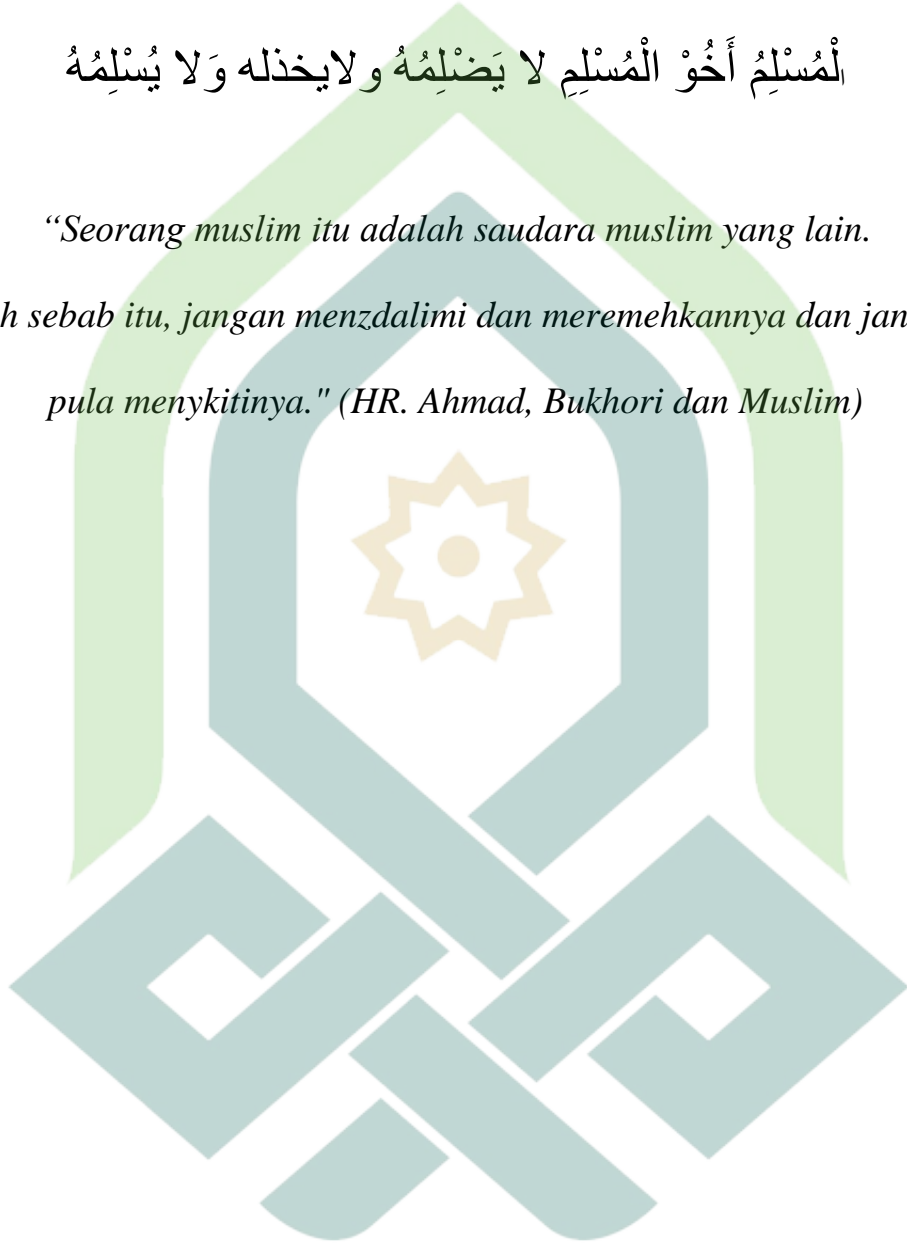 لْمُسْلِمُ أَخُوْ الْمُسْلِمِ لا يَضْلِمُهُ ولايخذله وَلا يُسْلِمُهُ
“Seorang muslim itu adalah saudara muslim yang lain.
h sebab itu, jangan menzdalimi dan meremehkannya dan jan
pula menykitinya." (HR. Ahmad, Bukhori dan Muslim)